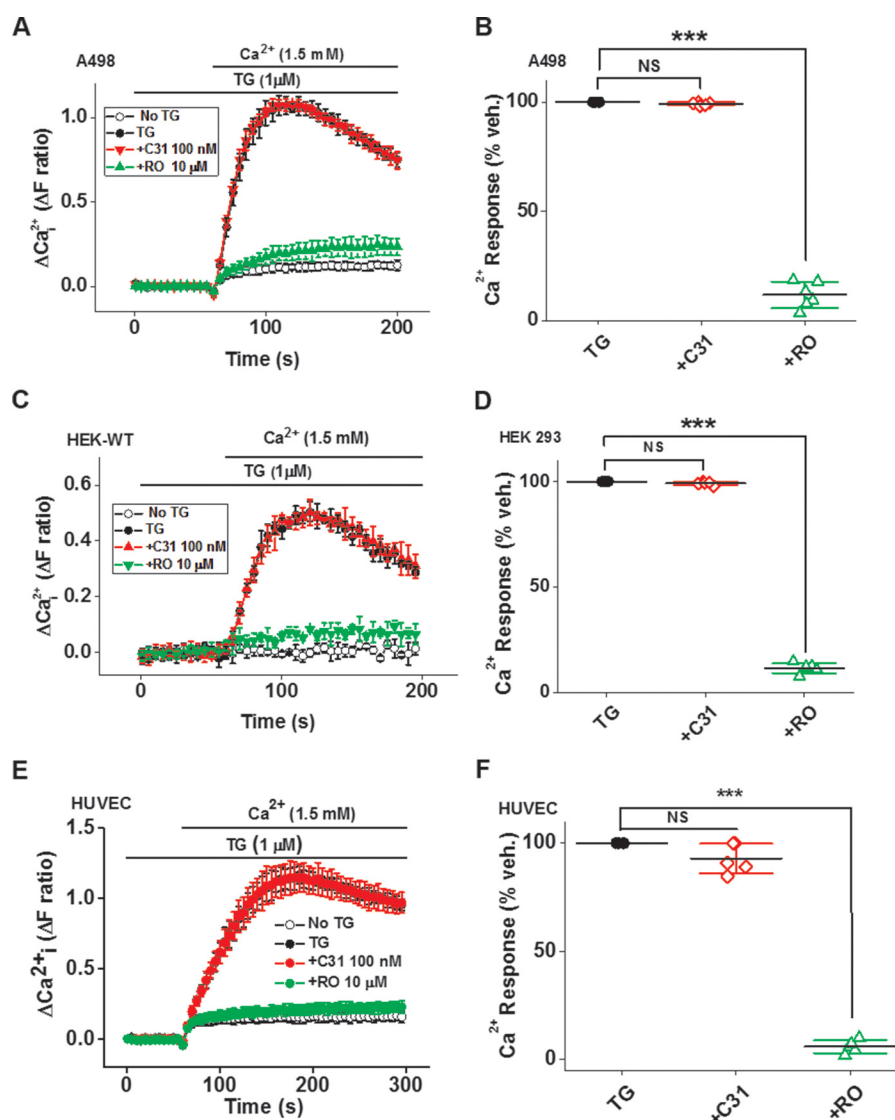 A
A498
Ca²⁺ (1.5 mM)
TG (1μM)
No TG
TG
+C31 100 nM
+RO 10 μM
ΔCaᵢ²⁺ (ΔF ratio)
1.0
0.5
0.0
0 100 200
Time (s)
B
A498
***
NS
Ca²⁺ Response (% veh.)
100
50
0
TG +C31 +RO
C
HEK-WT
Ca²⁺ (1.5 mM)
TG (1μM)
No TG
TG
+C31 100 nM
+RO 10 μM
ΔCaᵢ²⁺ (ΔF ratio)
0.6
0.4
0.2
0.0
0 100 200
Time (s)
D
HEK 293
***
NS
Ca²⁺ Response (% veh.)
100
50
0
TG +C31 +RO
E
HUVEC
Ca²⁺ (1.5 mM)
TG (1 μM)
No TG
TG
+C31 100 nM
+RO 10 μM
ΔCa²⁺ᵢ (ΔF ratio)
1.5
1.0
0.5
0.0
0 100 200 300
Time (s)
F
HUVEC
***
NS
Ca²⁺ Response (% veh.)
100
50
0
TG +C31 +RO